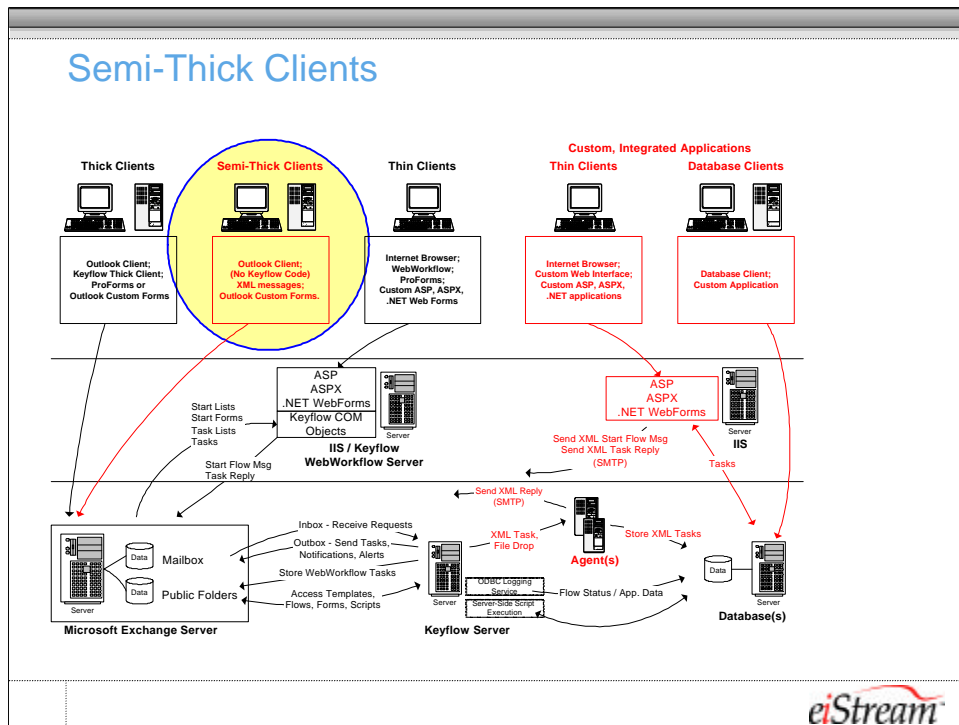 Semi-Thick Clients
Custom, Integrated Applications
Thick Clients
Semi-Thick Clients
Thin Clients
Thin Clients
Database Clients
Outlook Client;
Keyflow Thick Client;
ProForms or
Outlook Custom Forms
Outlook Client;
(No Keyflow Code)
XML messages;
Outlook Custom Forms.
Internet Browser;
WebWorkflow;
ProForms;
Custom ASP, ASPX,
.NET Web Forms
Internet Browser;
Custom Web Interface;
Custom ASP, ASPX,
.NET applications
Database Client;
Custom Application
ASP
ASPX
.NET WebForms
Keyflow COM
Objects
Server
IIS / Keyflow
WebWorkflow Server
Start Lists
Start Forms
Task Lists
Tasks
Start Flow Msg
Task Reply
ASP
ASPX
.NET WebForms
Server
IIS
Send XML Start Flow Msg
Send XML Task Reply
(SMTP)
Tasks
Send XML Reply
(SMTP)
Inbox - Receive Requests
Outbox - Send Tasks,
Notifications, Alerts
Store WebWorkflow Tasks
Access Templates,
Flows, Forms, Scripts
XML Task,
File Drop
Agent(s)
Store XML Tasks
Data
Mailbox
Data
Public Folders
Server
Microsoft Exchange Server
Server
ODBC Logging
Service
Server-Side Script
Execution
Keyflow Server
Flow Status / App. Data
Data
Server
Database(s)
eiStream